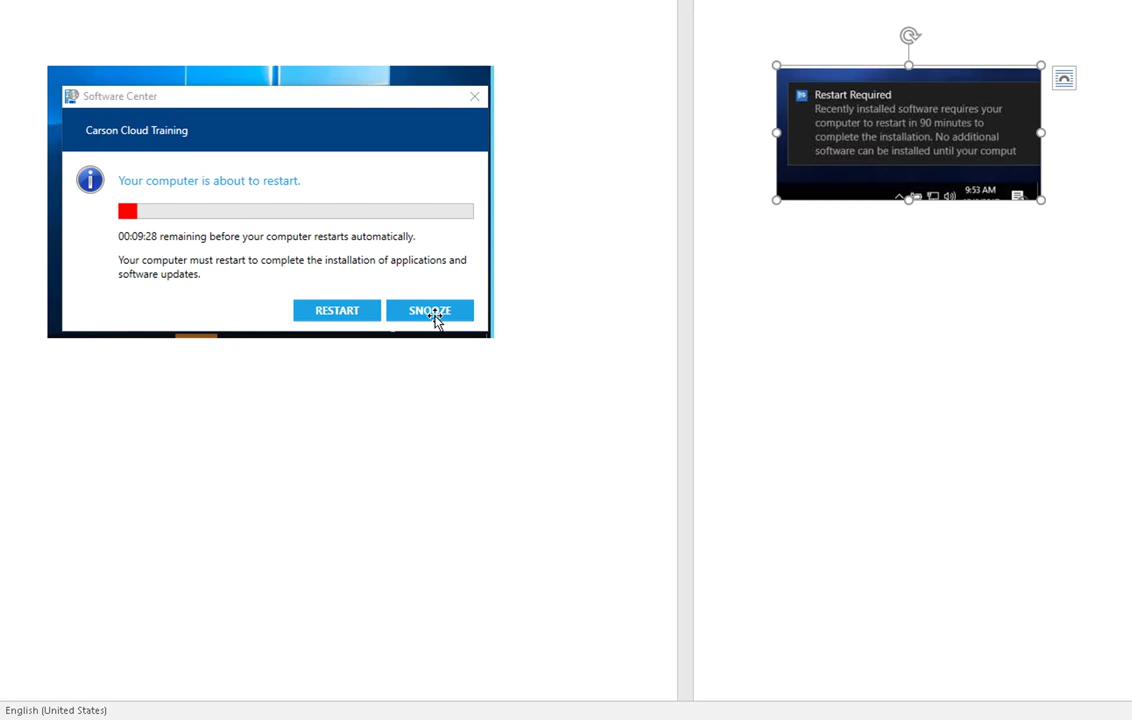 Software Center
Carson Cloud Training
Your computer is about to restart.
00:09:28 remaining before your computer restarts automatically.
Your computer must restart to complete the installation of applications and
software updates.
RESTART
SNOOZE
Restart Required
Recently installed software requires your
computer to restart in 90 minutes to
complete the installation. No additional
software can be installed until your comput
9:53 AM
English (United States)